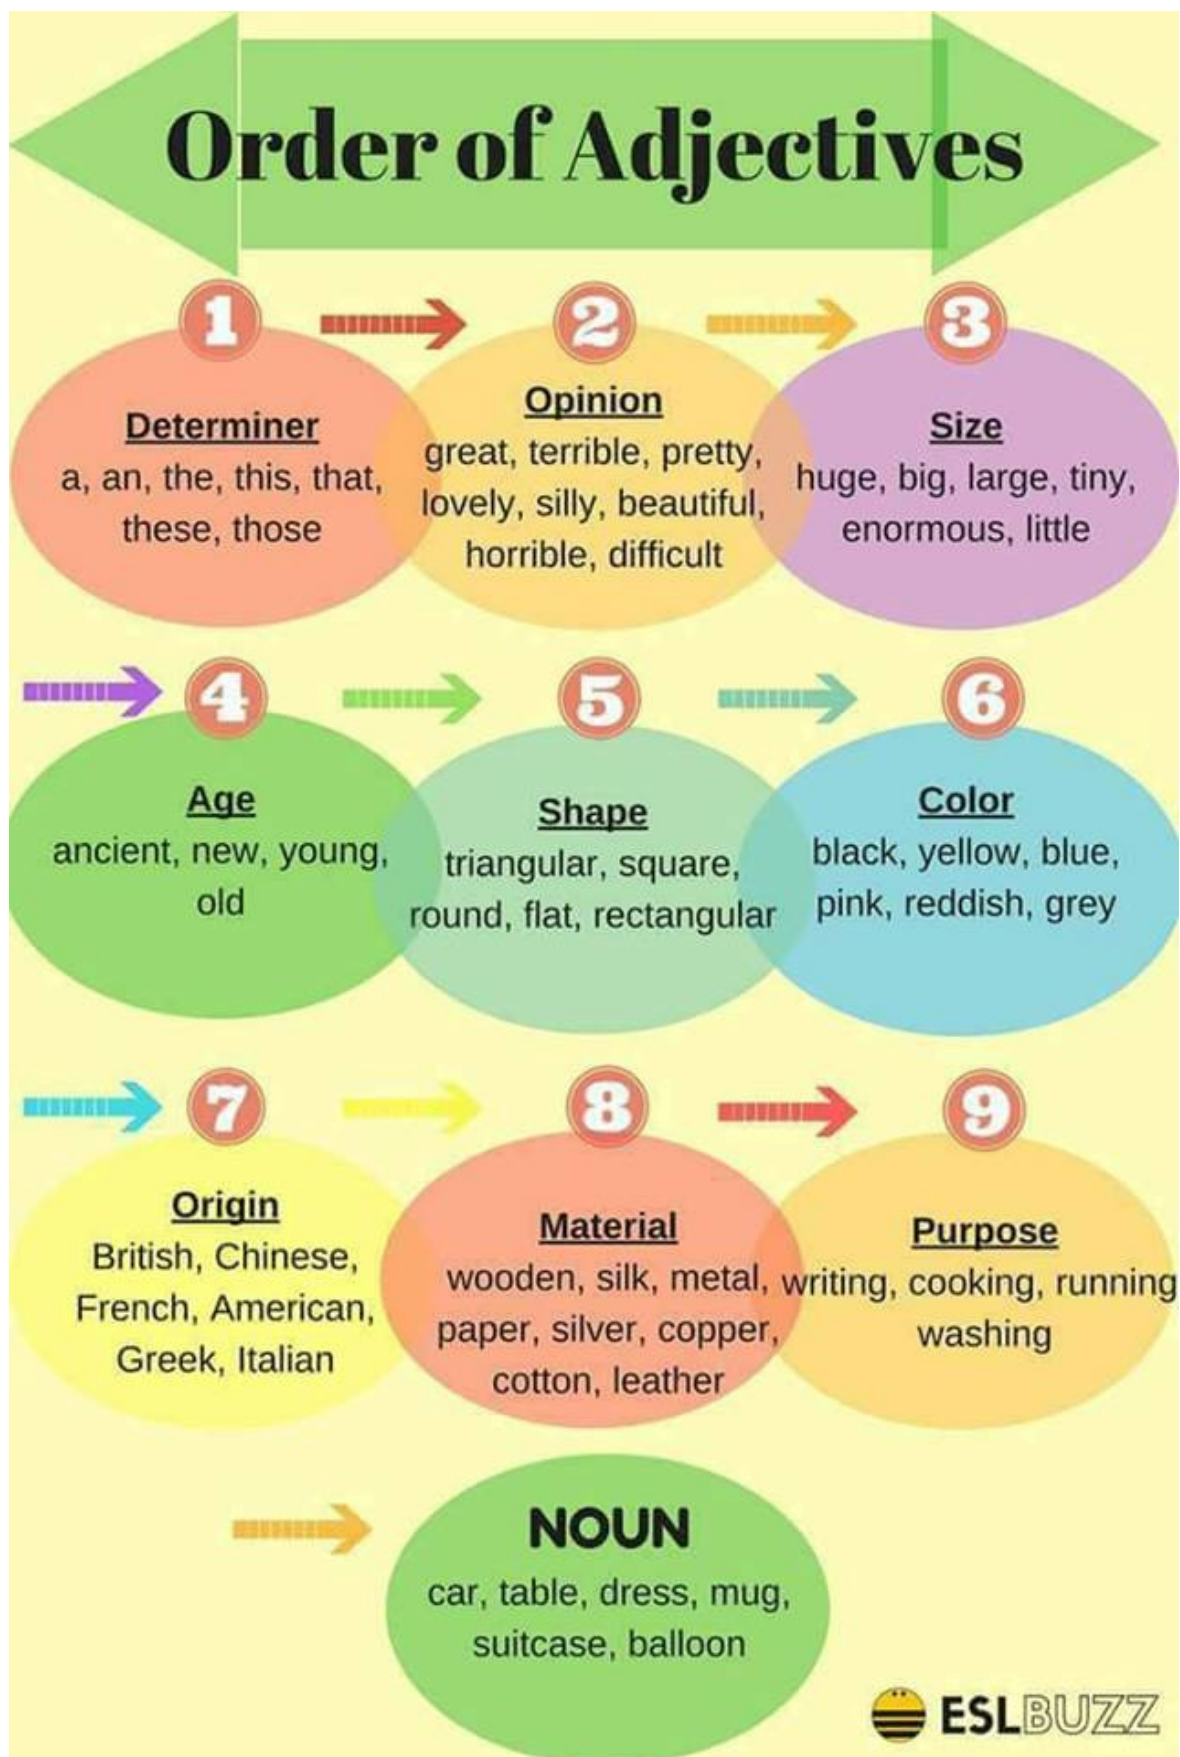 Order of Adjectives
1
2
3
Determiner
a, an, the, this, that,
these, those
Opinion
great, terrible, pretty,
lovely, silly, beautiful,
horrible, difficult
Size
huge, big, large, tiny,
enormous, little
4
5
6
Age
ancient, new, young,
old
Shape
triangular, square,
round, flat, rectangular
Color
black, yellow, blue,
pink, reddish, grey
7
8
9
Origin
British, Chinese,
French, American,
Greek, Italian
Material
wooden, silk, metal,
paper, silver, copper,
cotton, leather
Purpose
writing, cooking, running
washing
NOUN
car, table, dress, mug,
suitcase, balloon
ESLBUZZ